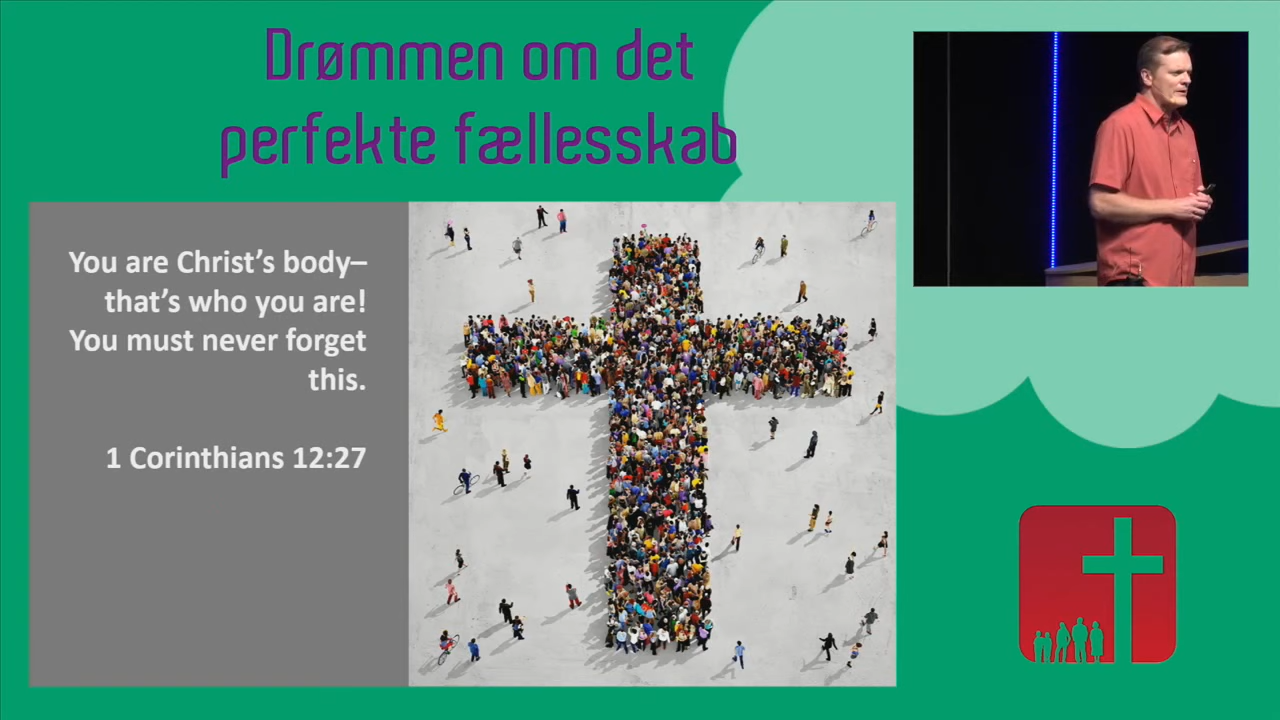 Drømmen om det
perfekte fællesskab
You are Christ's body–
that's who you are!
You must never forget
this.
1 Corinthians 12:27